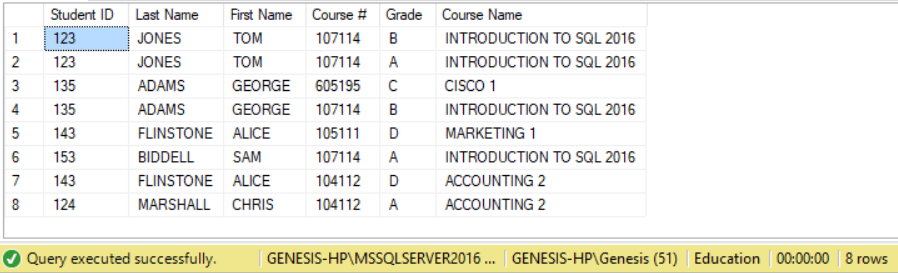 Student ID Last Name First Name Course # Grade Course Name
1 123 JONES TOM 107114 B INTRODUCTION TO SQL 2016
2 123 JONES TOM 107114 A INTRODUCTION TO SQL 2016
3 135 ADAMS GEORGE 605195 C CISCO 1
4 135 ADAMS GEORGE 107114 B INTRODUCTION TO SQL 2016
5 143 FLINSTONE ALICE 105111 D MARKETING 1
6 153 BIDDELL SAM 107114 A INTRODUCTION TO SQL 2016
7 143 FLINSTONE ALICE 104112 D ACCOUNTING 2
8 124 MARSHALL CHRIS 104112 A ACCOUNTING 2
Query executed successfully. GENESIS-HP\MSSQLSERVER2016 ... GENESIS-HP\Genesis (51) Education 00:00:00 8 rows